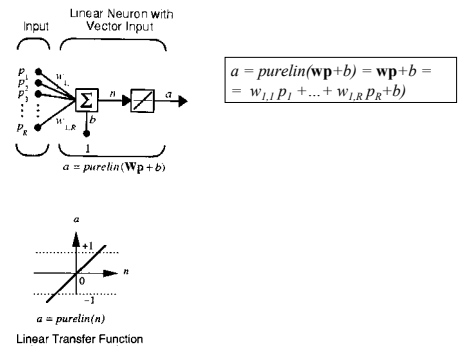 Input
Linear Neuron with
Vector Input
p1
p2
p3
pR
w1,
w1,R
Σ
n
a
b
1
a = purelin(Wp+b)
a = purelin(wp+b) = wp+b =
= w1,1 p1 +...+ w1,R pR+b)
a
+1
n
0
−1
a = purelin(n)
Linear Transfer Function